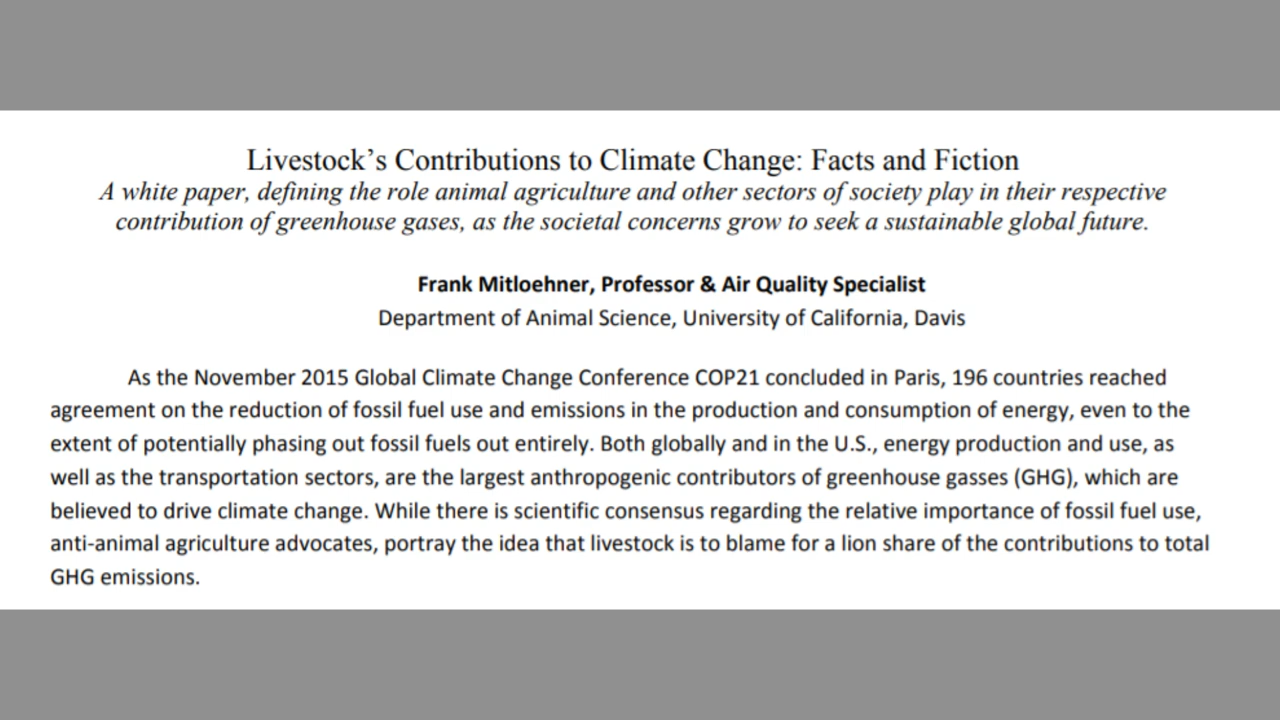 Livestock’s Contributions to Climate Change: Facts and Fiction
A white paper, defining the role animal agriculture and other sectors of society play in their respective
contribution of greenhouse gases, as the societal concerns grow to seek a sustainable global future.
Frank Mitloehner, Professor & Air Quality Specialist
Department of Animal Science, University of California, Davis
As the November 2015 Global Climate Change Conference COP21 concluded in Paris, 196 countries reached
agreement on the reduction of fossil fuel use and emissions in the production and consumption of energy, even to the
extent of potentially phasing out fossil fuels out entirely. Both globally and in the U.S., energy production and use, as
well as the transportation sectors, are the largest anthropogenic contributors of greenhouse gasses (GHG), which are
believed to drive climate change. While there is scientific consensus regarding the relative importance of fossil fuel use,
anti-animal agriculture advocates, portray the idea that livestock is to blame for a lion share of the contributions to total
GHG emissions.